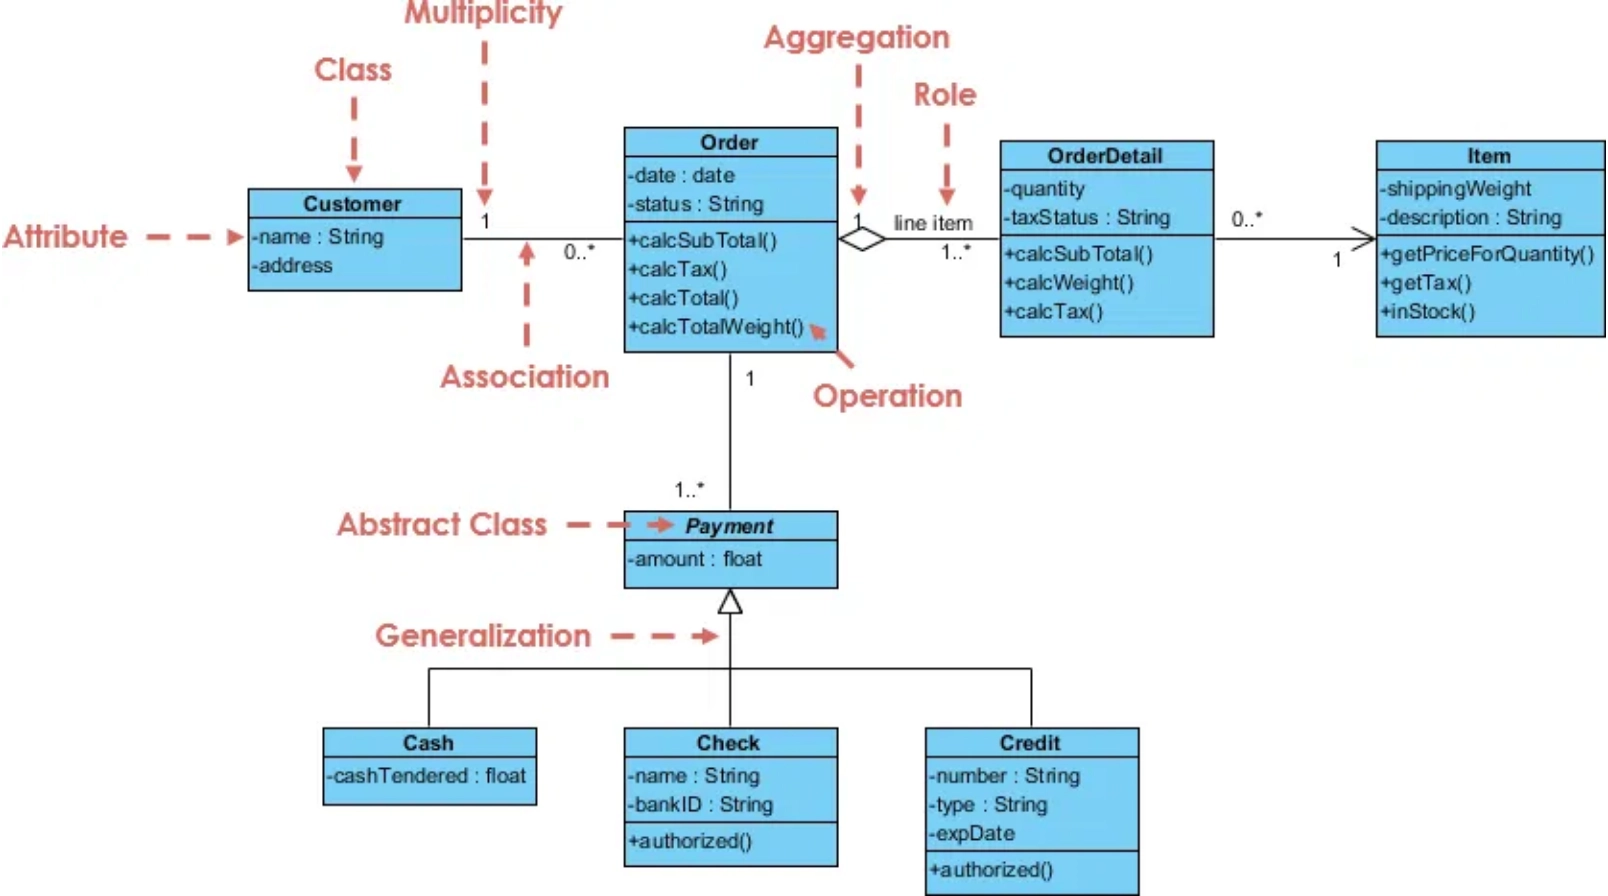 Multiplicity
Aggregation
Class
Role
Attribute
Customer
-name : String
-address
1
0..*
Association
Order
-date : date
-status : String
+calcSubTotal()
+calcTax()
+calcTotal()
+calcTotalWeight()
Operation
1
line item
1..*
OrderDetail
-quantity
-taxStatus : String
+calcSubTotal()
+calcWeight()
+calcTax()
0..*
1
Item
-shippingWeight
-description : String
+getPriceForQuantity()
+getTax()
+inStock()
1
1..*
Abstract Class
Payment
-amount : float
Generalization
Cash
-cashTendered : float
Check
-name : String
-bankID : String
+authorized()
Credit
-number : String
-type : String
-expDate
+authorized()